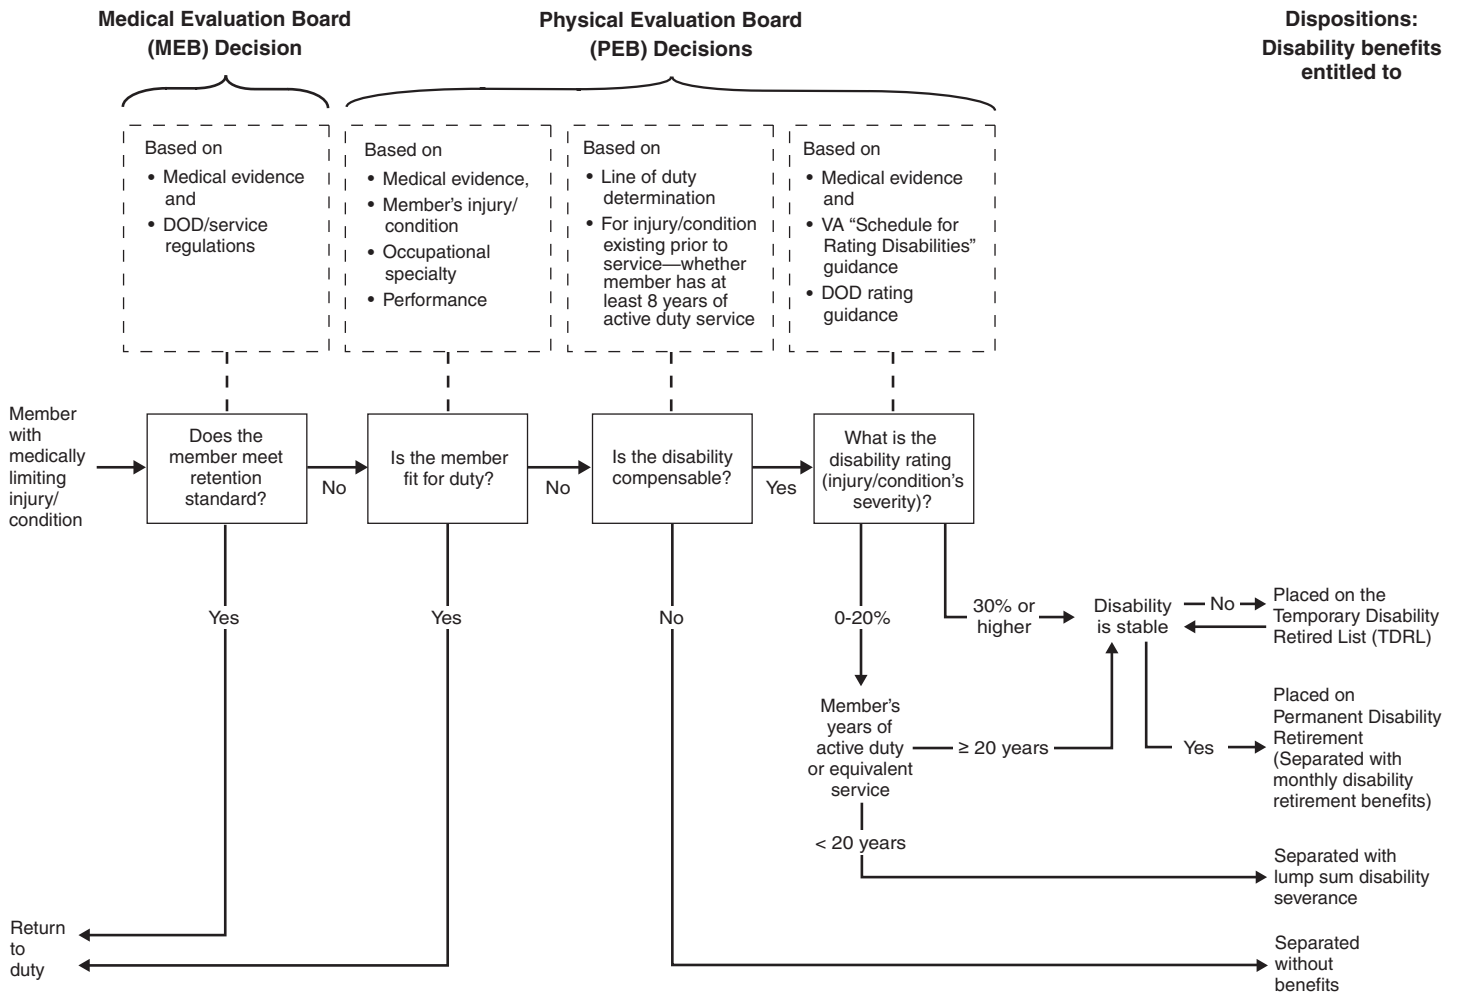 Medical Evaluation Board
(MEB) Decision
Physical Evaluation Board
(PEB) Decisions
Dispositions:
Disability benefits
entitled to
Based on
• Medical evidence
and
• DOD/service
regulations
Based on
• Medical evidence,
• Member's injury/
condition
• Occupational
specialty
• Performance
Based on
• Line of duty
determination
• For injury/condition
existing prior to
service—whether
member has at
least 8 years of
active duty service
Based on
• Medical evidence
and
• VA “Schedule for
Rating Disabilities”
guidance
• DOD rating
guidance
Member
with
medically
limiting
injury/
condition
Does the
member meet
retention
standard?
No
Is the member
fit for duty?
No
Is the disability
compensable?
Yes
What is the
disability rating
(injury/condition's
severity)?
Yes
Yes
No
0-20%
30% or
higher
Disability
is stable
No
Placed on the
Temporary Disability
Retired List (TDRL)
Member's
years of
active duty
or equivalent
service
≥ 20 years
Yes
Placed on
Permanent Disability
Retirement
(Separated with
monthly disability
retirement benefits)
< 20 years
Separated with
lump sum disability
severance
Return
to
duty
Separated
without
benefits